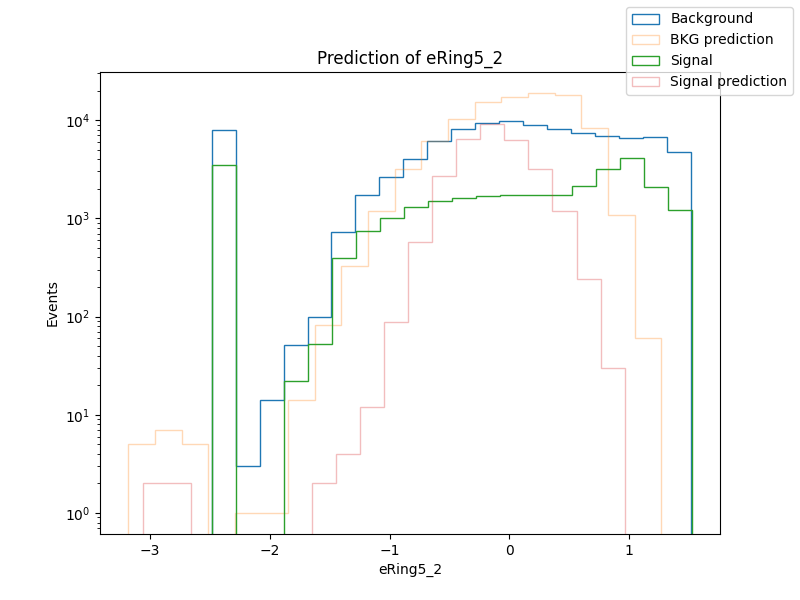 Prediction of eRing5_2
Background
BKG prediction
Signal
Signal prediction
Events
10⁴
10³
10²
10¹
10⁰
−3
−2
−1
0
1
eRing5_2